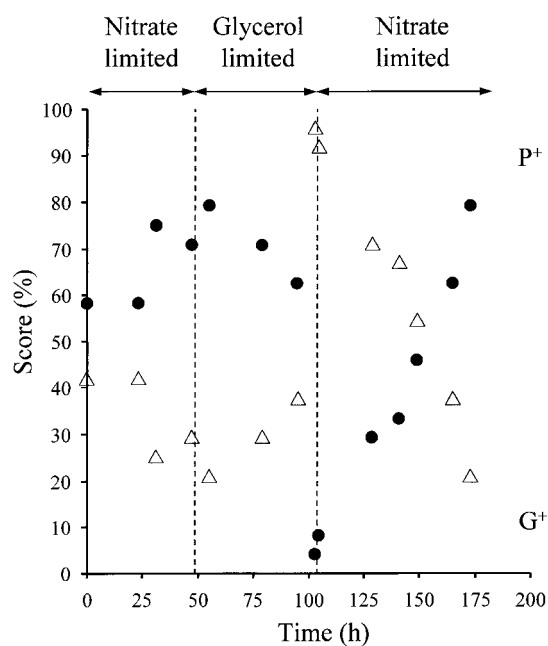 Nitrate limited
Glycerol limited
Nitrate limited
100
90
80
70
60
50
40
30
20
10
0
Score (%)
P⁺
G⁺
0 25 50 75 100 125 150 175 200
Time (h)